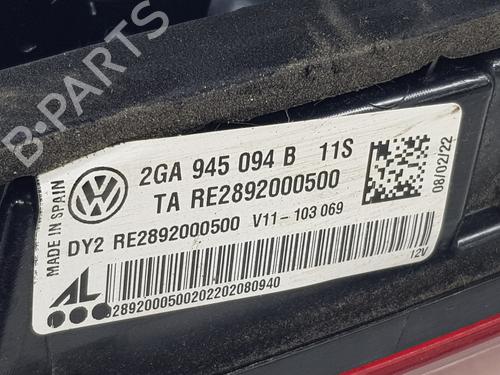 B-PARTS
MADE IN SPAIN
2GA 945 094 B 11S
TA RE2892000500
DY2 RE2892000500 V11-103 069
08/02/22
12V
AL
2892000500202202080940